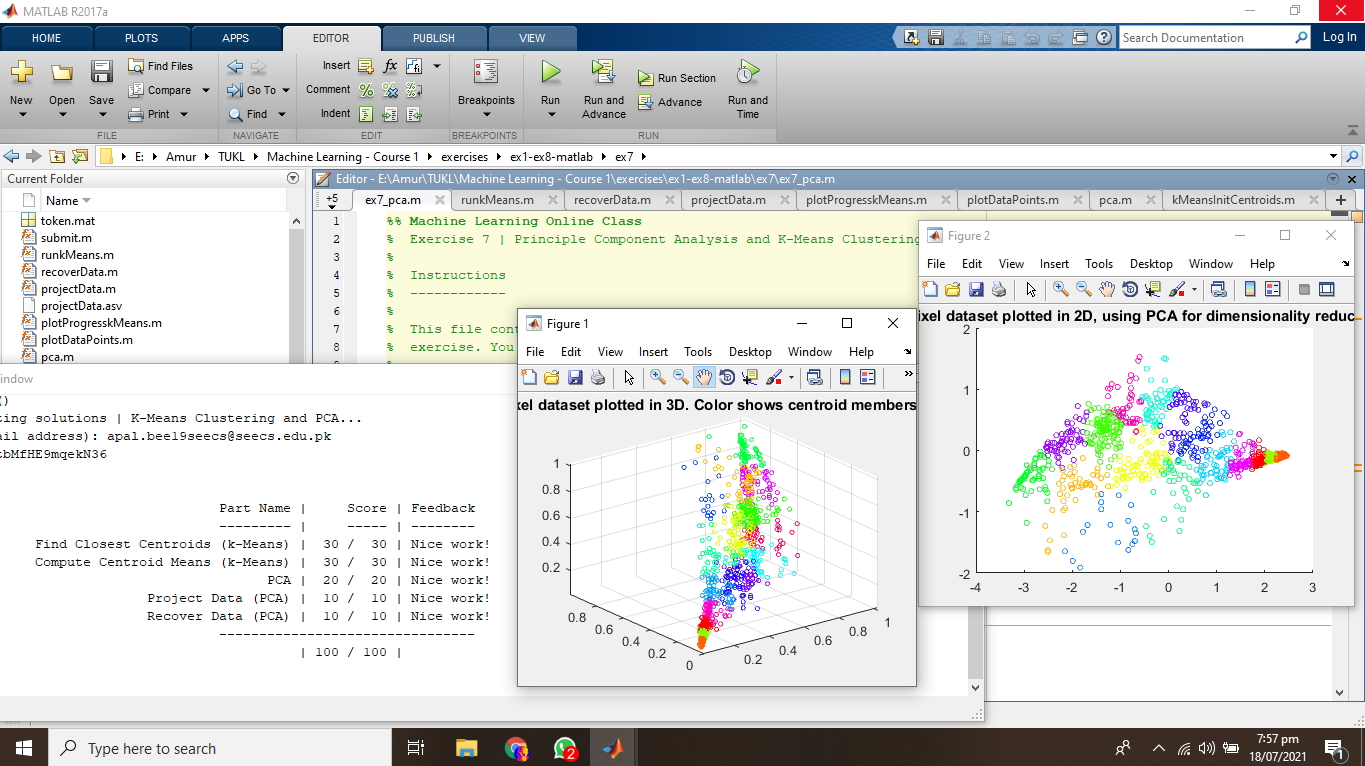 MATLAB R2017a
HOME PLOTS APPS EDITOR PUBLISH VIEW
Search Documentation Log In
New Open Save Find Files Compare Print
Go To Find
Insert fx Comment Indent
Breakpoints
Run Run and Advance Run Section Advance Run and Time
FILE NAVIGATE EDIT BREAKPOINTS RUN
E: Amur TUKL Machine Learning - Course 1 exercises ex1-ex8-matlab ex7
Current Folder
Name
token.mat
submit.m
runkMeans.m
recoverData.m
projectData.m
projectData.asv
plotProgresskMeans.m
plotDataPoints.m
pca.m
Editor - E:\Amur\TUKL\Machine Learning - Course 1\exercises\ex1-ex8-matlab\ex7\ex7_pca.m
+5 ex7_pca.m runkMeans.m recoverData.m projectData.m plotProgresskMeans.m plotDataPoints.m pca.m kMeansInitCentroids.m
1 %% Machine Learning Online Class
2 % Exercise 7 | Principle Component Analysis and K-Means Clustering
3 %
4 % Instructions
5 % ------------
6 %
7 % This file cont
8 % exercise. You
indow
()
ting solutions | K-Means Clustering and PCA...
ail address): apal.bee19seecs@seecs.edu.pk
tbMfHE9mqekN36
Part Name | Score | Feedback
--------- | ----- | --------
Find Closest Centroids (k-Means) | 30 / 30 | Nice work!
Compute Centroid Means (k-Means) | 30 / 30 | Nice work!
PCA | 20 / 20 | Nice work!
Project Data (PCA) | 10 / 10 | Nice work!
Recover Data (PCA) | 10 / 10 | Nice work!
--------------------------------
| 100 / 100 |
Figure 1
File Edit View Insert Tools Desktop Window Help
xel dataset plotted in 3D. Color shows centroid members
1
0.8
0.6
0.4
0.2
0.8
0.6
0.4
0.2
0
0.2
0.4
0.6
0.8
1
Figure 2
File Edit View Insert Tools Desktop Window Help
ixel dataset plotted in 2D, using PCA for dimensionality reduc
2
1
0
-1
-2
-4 -3 -2 -1 0 1 2 3
Type here to search
2
7:57 pm
18/07/2021
1